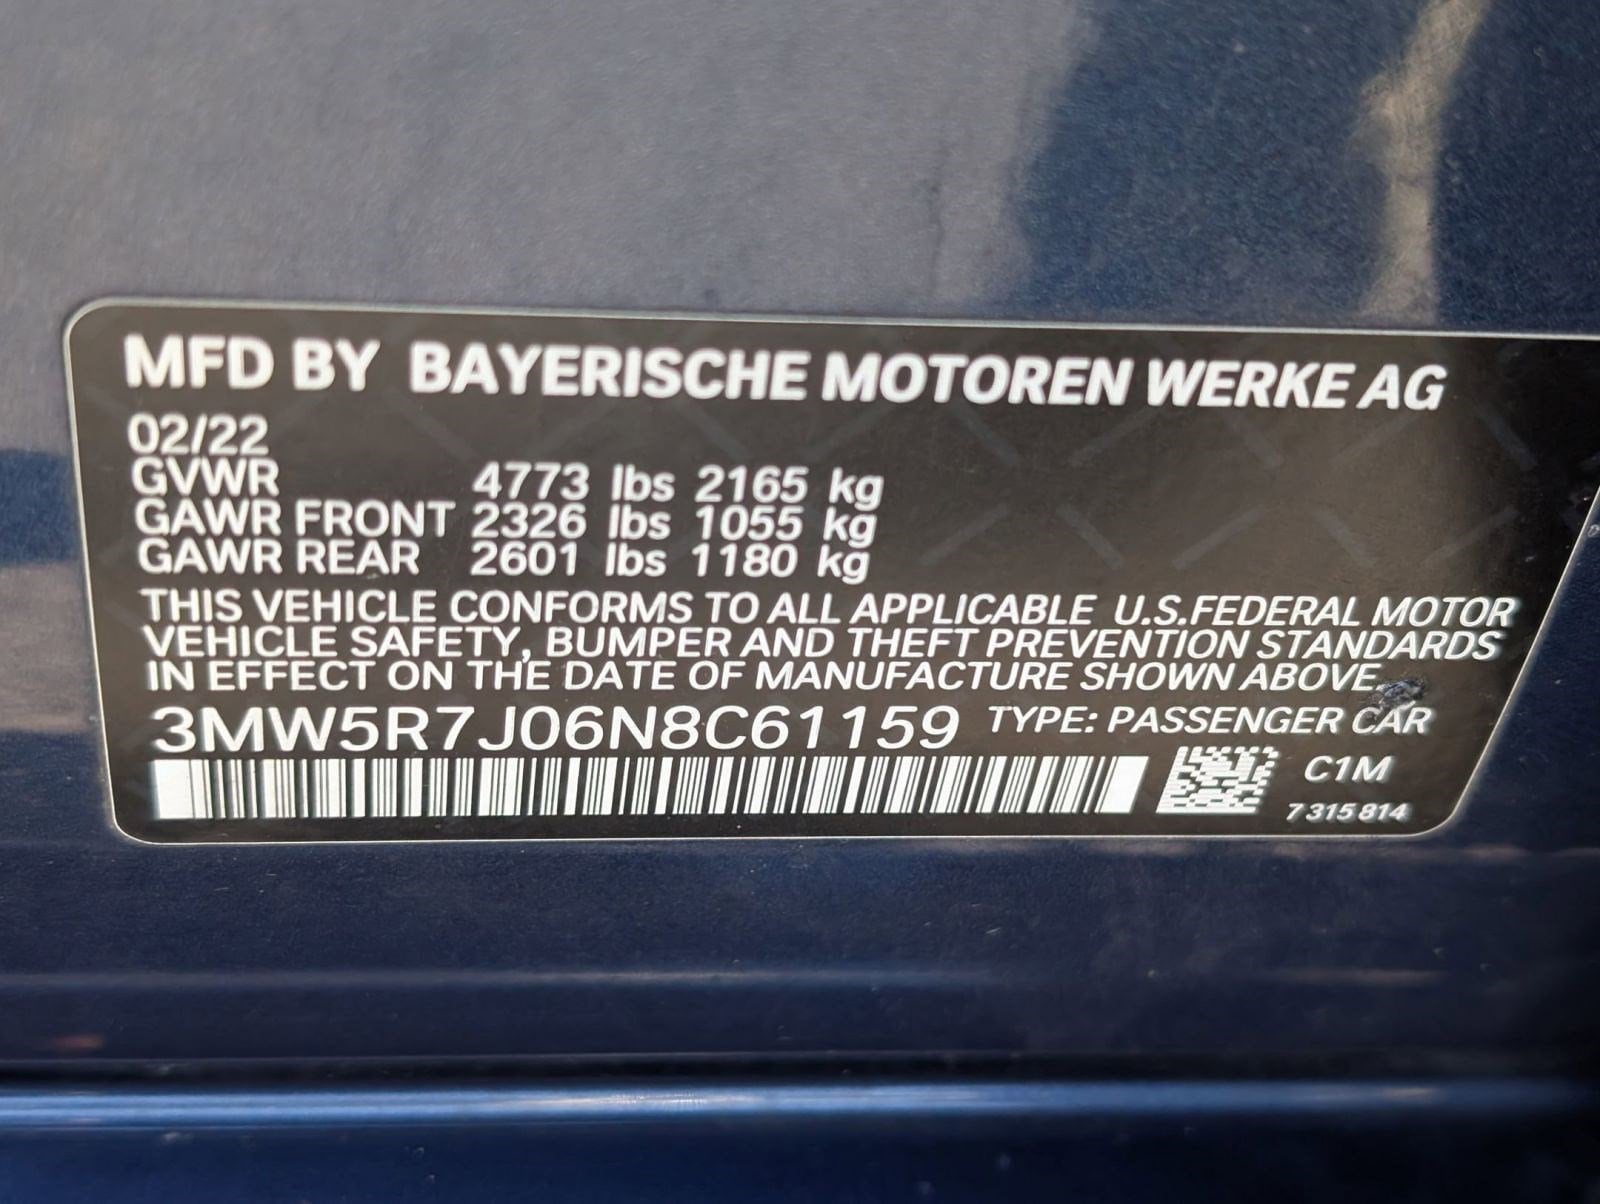 MFD BY BAYERISCHE MOTOREN WERKE AG
02/22
GVWR 4773 lbs 2165 kg
GAWR FRONT 2326 lbs 1055 kg
GAWR REAR 2601 lbs 1180 kg
THIS VEHICLE CONFORMS TO ALL APPLICABLE U.S.FEDERAL MOTOR
VEHICLE SAFETY, BUMPER AND THEFT PREVENTION STANDARDS
IN EFFECT ON THE DATE OF MANUFACTURE SHOWN ABOVE.
3MW5R7J06N8C61159 TYPE: PASSENGER CAR
C1M
7 315 814